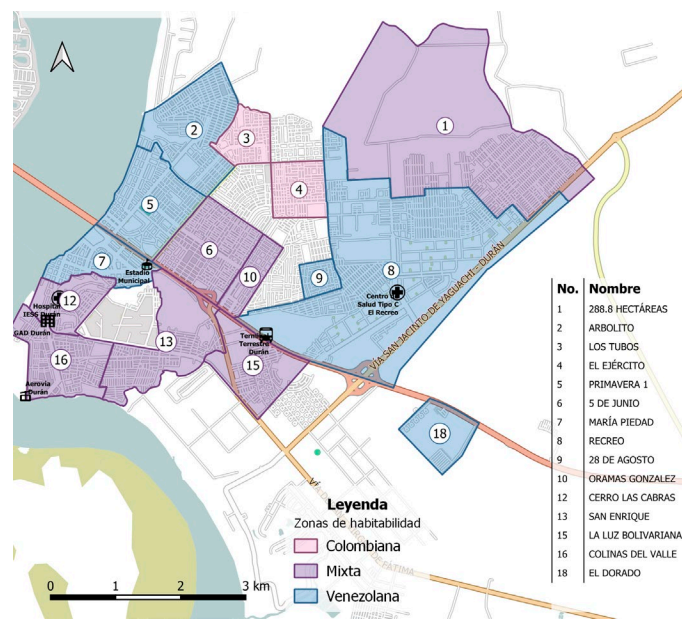 1
2
3
4
5
6
7
8
9
10
12
13
15
16
18
Estadio
Municipal
Hospital
IESS Durán
GAD Durán
Aerovía
Durán
Terrestre
Durán
Centro
Salud Tipo C
El Recreo
VÍA SAN JACINTO DE YAGUACHI - DURÁN
No. Nombre
1 288.8 HECTÁREAS
2 ARBOLITO
3 LOS TUBOS
4 EL EJÉRCITO
5 PRIMAVERA 1
6 5 DE JUNIO
7 MARÍA PIEDAD
8 RECREO
9 28 DE AGOSTO
10 ORAMAS GONZALEZ
12 CERRO LAS CABRAS
13 SAN ENRIQUE
15 LA LUZ BOLIVARIANA
16 COLINAS DEL VALLE
18 EL DORADO
Leyenda
Zonas de habitabilidad
Colombiana
Mixta
Venezolana
0 1 2 3 km